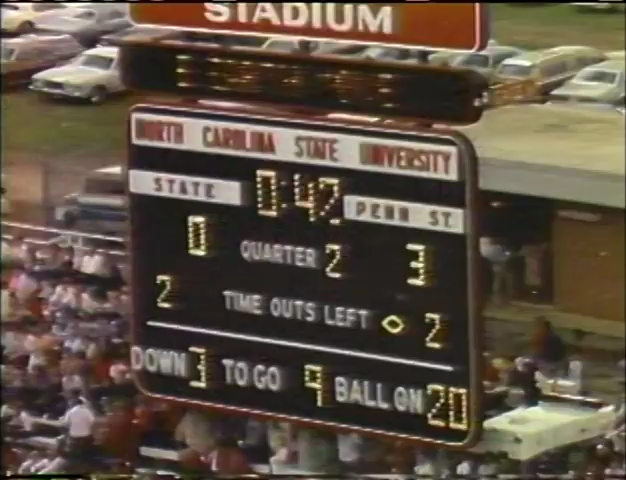 STADIUM
NORTH CAROLINA STATE UNIVERSITY
STATE 0:42 PENN ST.
0 QUARTER 2 3
2 TIME OUTS LEFT 2
DOWN 3 TO GO 9 BALL ON 20